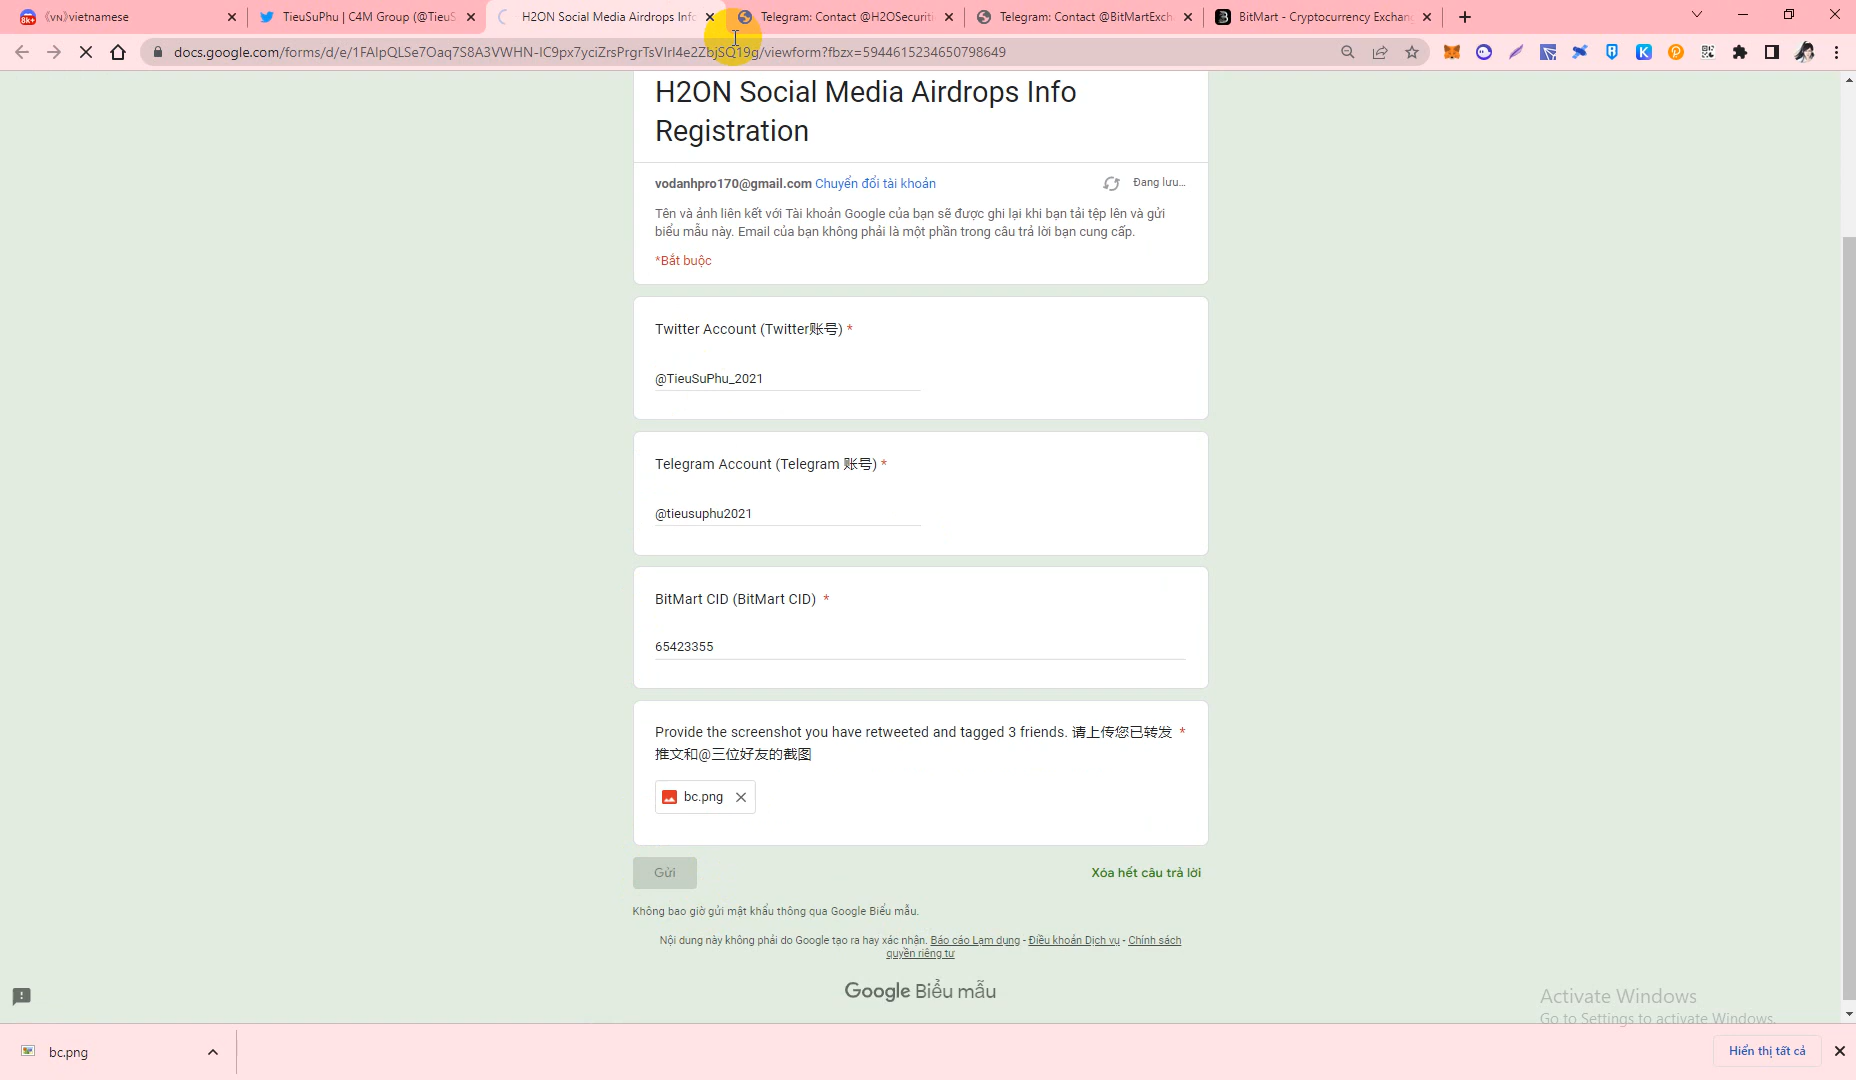 《VN》vietnamese
TieuSuPhu | C4M Group (@TieuS
H2ON Social Media Airdrops Info
Telegram: Contact @H2OSecuriti
Telegram: Contact @BitMartExch
BitMart - Cryptocurrency Exchang
docs.google.com/forms/d/e/1FAIpQLSe7Oaq7S8A3VWHN-IC9px7yciZrsPrgrTsVIrI4e2ZbjSQ19g/viewform?fbzx=5944615234650798649
H2ON Social Media Airdrops Info
Registration
vodanhpro170@gmail.com Chuyển đổi tài khoản
Đang lưu...
Tên và ảnh liên kết với Tài khoản Google của bạn sẽ được ghi lại khi bạn tải tệp lên và gửi
biểu mẫu này. Email của bạn không phải là một phần trong câu trả lời bạn cung cấp.
*Bắt buộc
Twitter Account (Twitter账号) *
@TieuSuPhu_2021
Telegram Account (Telegram 账号) *
@tieusuphu2021
BitMart CID (BitMart CID) *
65423355
Provide the screenshot you have retweeted and tagged 3 friends. 请上传您已转发 *
推文和@三位好友的截图
bc.png
Gửi
Xóa hết câu trả lời
Không bao giờ gửi mật khẩu thông qua Google Biểu mẫu.
Nội dung này không phải do Google tạo ra hay xác nhận. Báo cáo Lạm dụng - Điều khoản Dịch vụ - Chính sách
quyền riêng tư
Google Biểu mẫu
Activate Windows
Go to Settings to activate Windows.
bc.png
Hiển thị tất cả